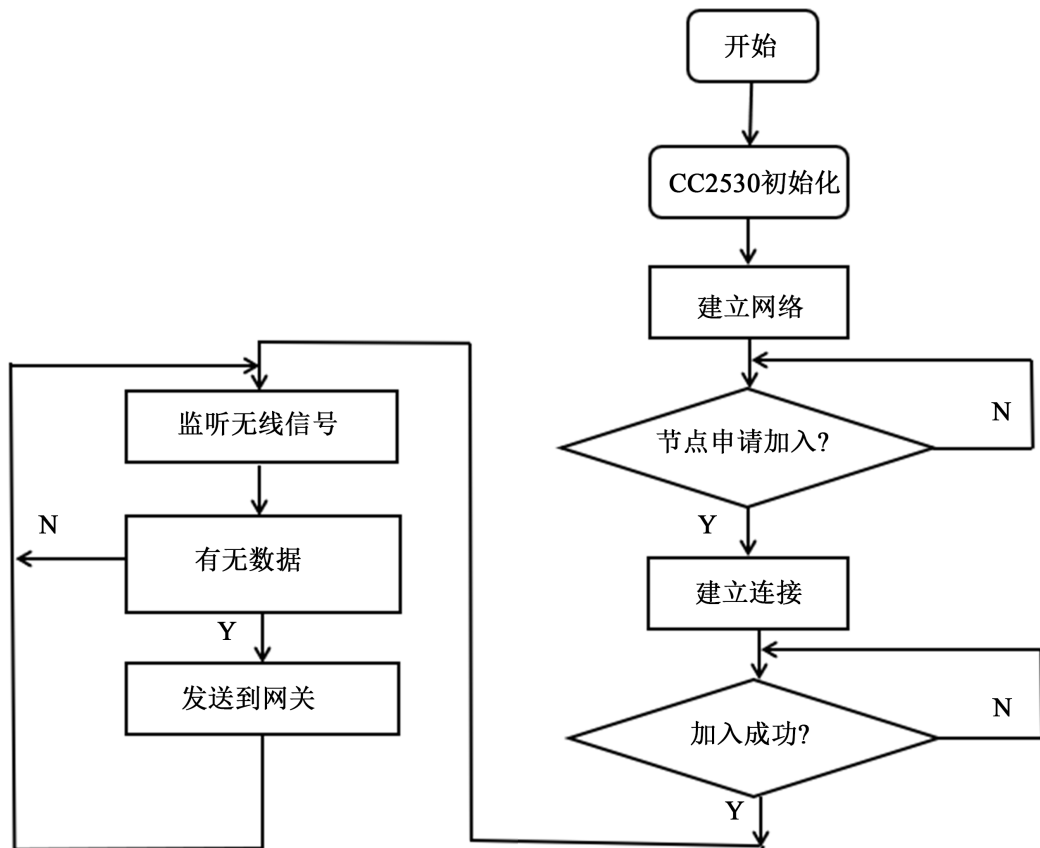 开始
CC2530初始化
建立网络
节点申请加入?
N
Y
建立连接
加入成功?
N
Y
监听无线信号
有无数据
N
Y
发送到网关